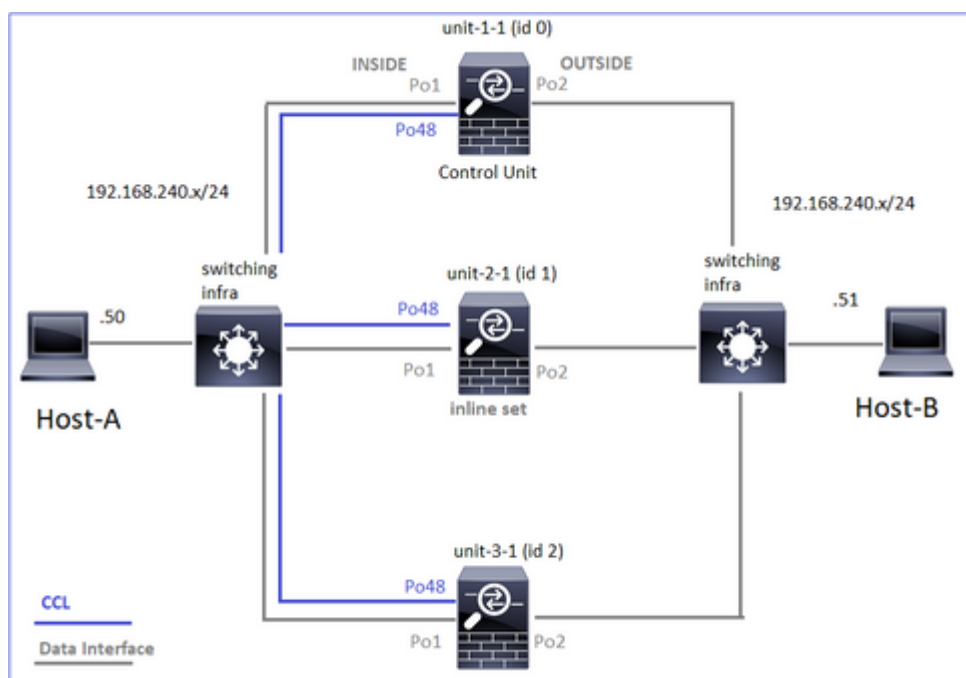 unit-1-1 (id 0)
INSIDE
OUTSIDE
Po1
Po2
Po48
Control Unit
192.168.240.x/24
192.168.240.x/24
switching
infra
unit-2-1 (id 1)
switching
infra
.50
Po48
.51
Po1
Po2
inline set
Host-A
Host-B
unit-3-1 (id 2)
Po48
CCL
Po1
Po2
Data Interface